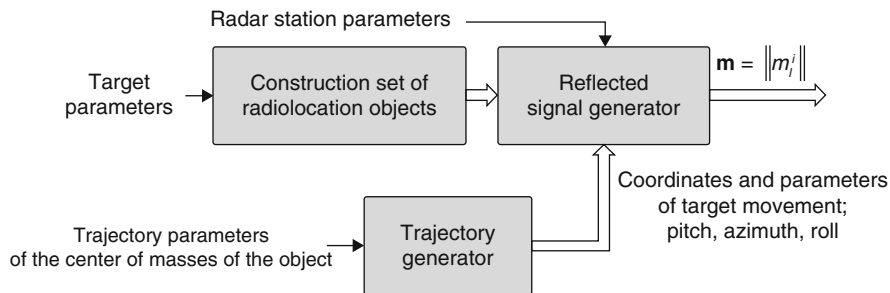 Radar station parameters
Target
parameters
Construction set of
radiolocation objects
Reflected
signal generator
m = ‖m_l^i‖
Coordinates and parameters
of target movement;
pitch, azimuth, roll
Trajectory parameters
of the center of masses of the object
Trajectory
generator